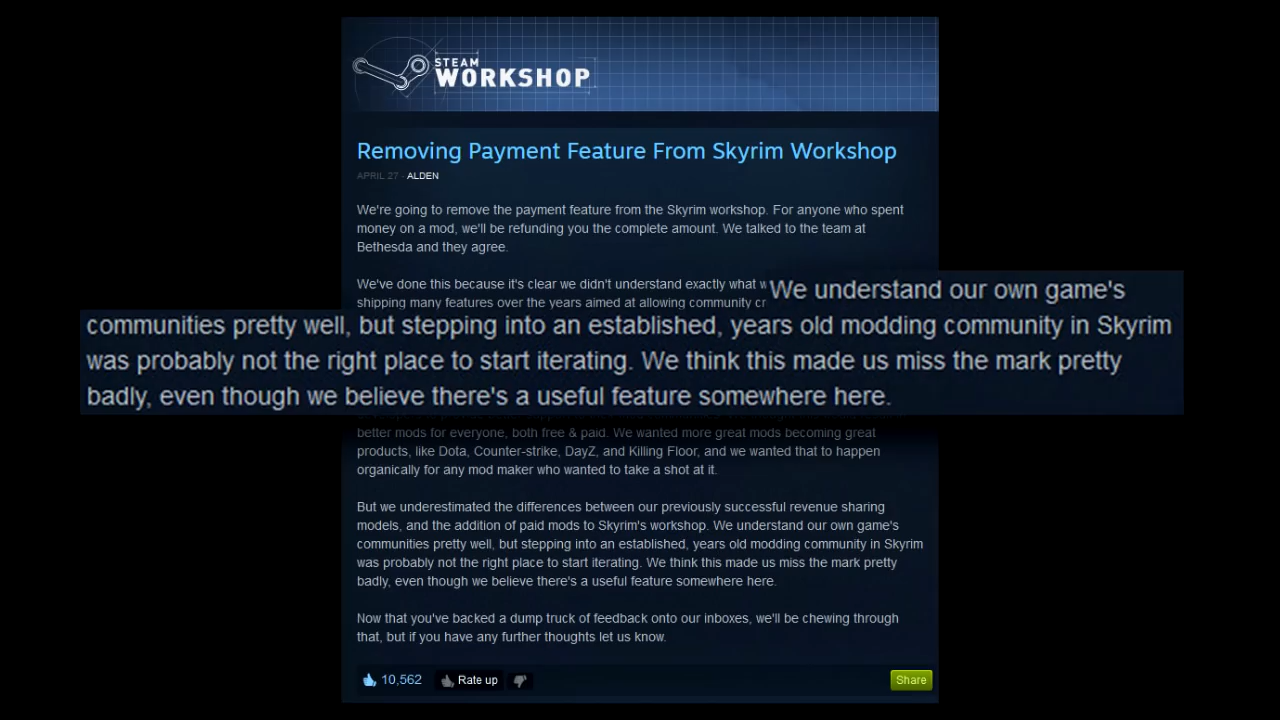 STEAM
WORKSHOP
Removing Payment Feature From Skyrim Workshop
APRIL 27 - ALDEN
We're going to remove the payment feature from the Skyrim workshop. For anyone who spent
money on a mod, we'll be refunding you the complete amount. We talked to the team at
Bethesda and they agree.
We've done this because it's clear we didn't understand exactly what
shipping many features over the years aimed at allowing community
We understand our own game's
communities pretty well, but stepping into an established, years old modding community in Skyrim
was probably not the right place to start iterating. We think this made us miss the mark pretty
badly, even though we believe there's a useful feature somewhere here.
better mods for everyone, both free & paid. We wanted more great mods becoming great
products, like Dota, Counter-strike, DayZ, and Killing Floor, and we wanted that to happen
organically for any mod maker who wanted to take a shot at it.
But we underestimated the differences between our previously successful revenue sharing
models, and the addition of paid mods to Skyrim's workshop. We understand our own game's
communities pretty well, but stepping into an established, years old modding community in Skyrim
was probably not the right place to start iterating. We think this made us miss the mark pretty
badly, even though we believe there's a useful feature somewhere here.
Now that you've backed a dump truck of feedback onto our inboxes, we'll be chewing through
that, but if you have any further thoughts let us know.
10,562 Rate up Share